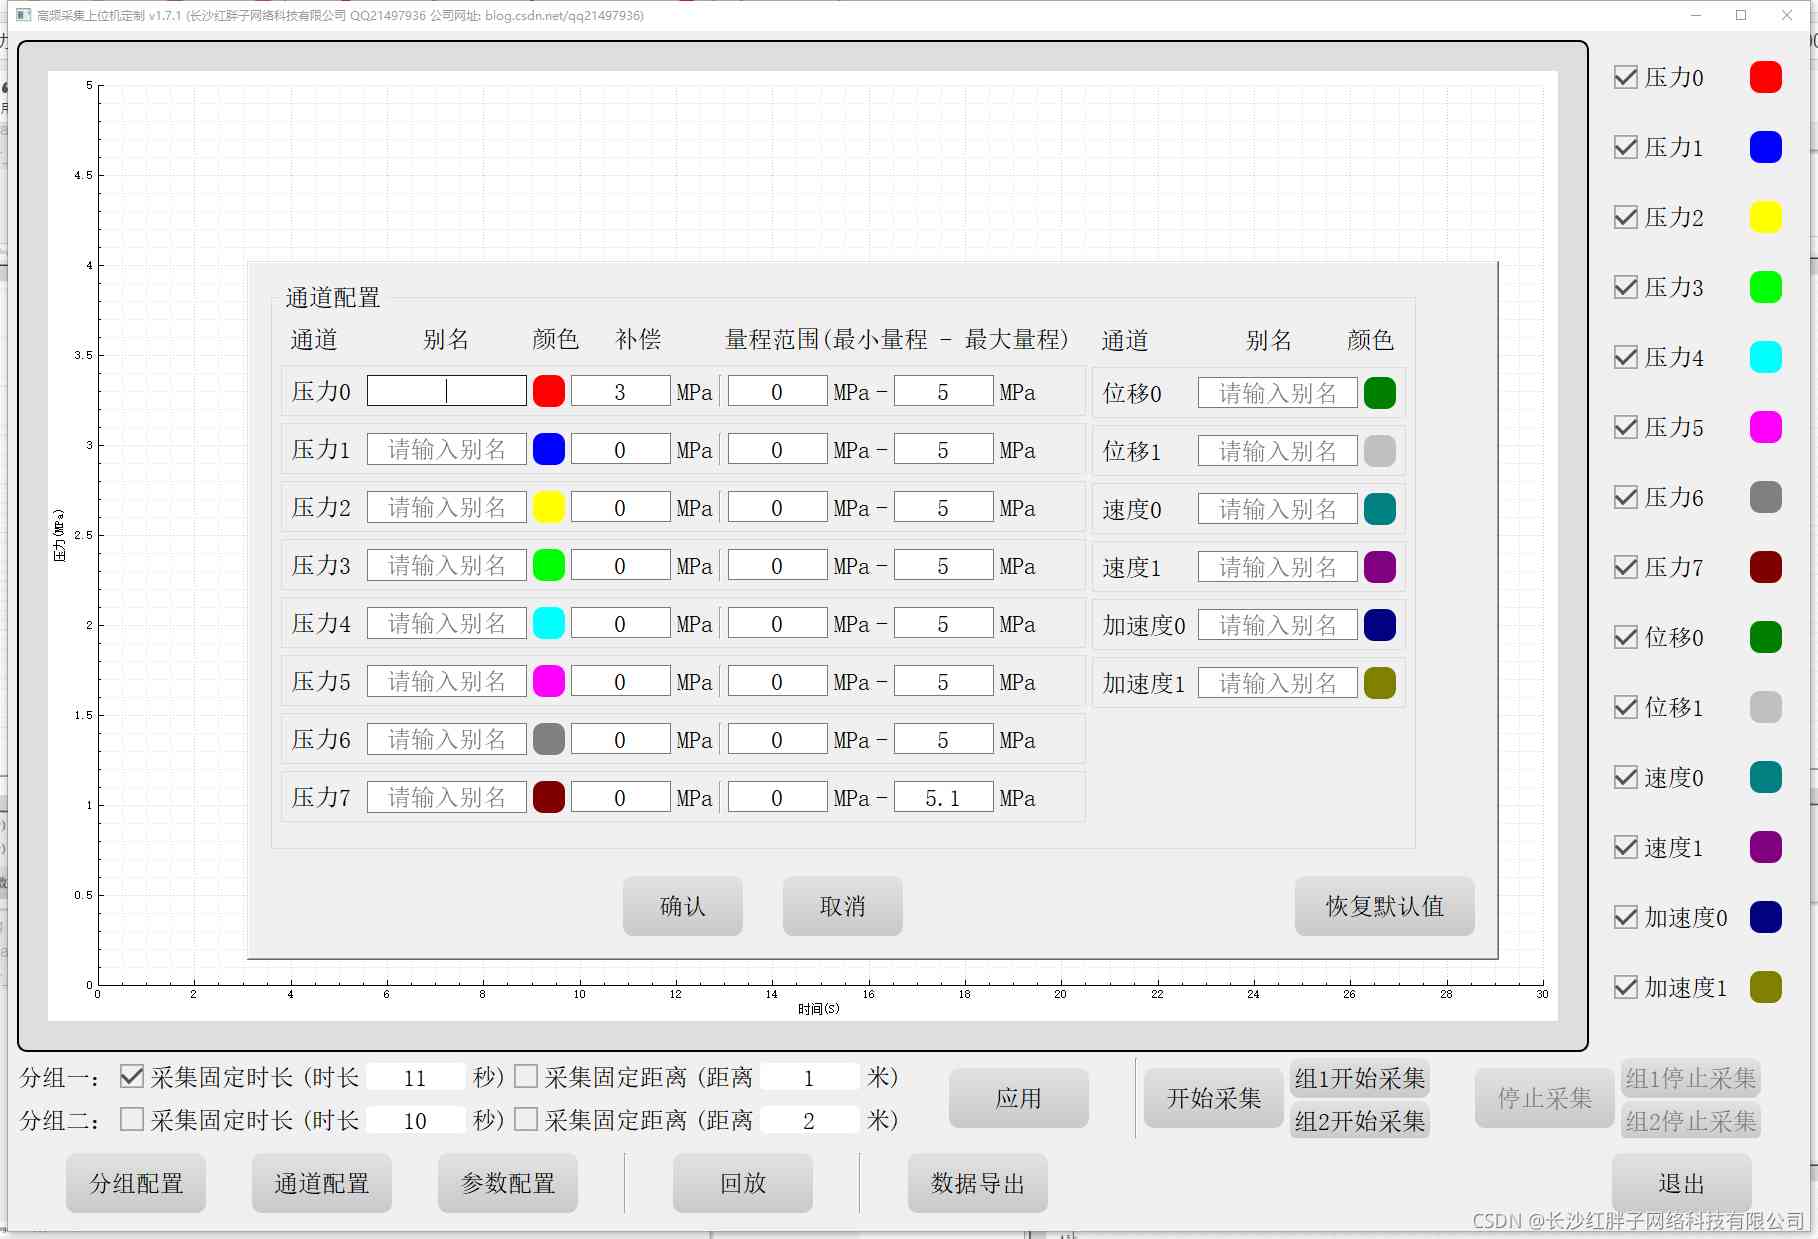 高频采集上位机定制 v1.7.1 (长沙红胖子网络科技有限公司 QQ21497936 公司网址: blog.csdn.net/qq21497936)
5
4.5
4
3.5
3
2.5
2
1.5
1
0.5
0
压力(MPa)
0 2 4 6 8 10 12 14 16 18 20 22 24 26 28 30
时间(S)
通道配置
通道 别名 颜色 补偿 量程范围(最小量程 - 最大量程) 通道 别名 颜色
压力0 3 MPa 0 MPa - 5 MPa 位移0 请输入别名
压力1 请输入别名 0 MPa 0 MPa - 5 MPa 位移1 请输入别名
压力2 请输入别名 0 MPa 0 MPa - 5 MPa 速度0 请输入别名
压力3 请输入别名 0 MPa 0 MPa - 5 MPa 速度1 请输入别名
压力4 请输入别名 0 MPa 0 MPa - 5 MPa 加速度0 请输入别名
压力5 请输入别名 0 MPa 0 MPa - 5 MPa 加速度1 请输入别名
压力6 请输入别名 0 MPa 0 MPa - 5 MPa
压力7 请输入别名 0 MPa 0 MPa - 5.1 MPa
确认 取消 恢复默认值
压力0
压力1
压力2
压力3
压力4
压力5
压力6
压力7
位移0
位移1
速度0
速度1
加速度0
加速度1
分组一: 采集固定时长 (时长 11 秒) 采集固定距离 (距离 1 米)
分组二: 采集固定时长 (时长 10 秒) 采集固定距离 (距离 2 米)
应用
开始采集
组1开始采集
组2开始采集
停止采集
组1停止采集
组2停止采集
分组配置 通道配置 参数配置 回放 数据导出 退出
CSDN @长沙红胖子网络科技有限公司